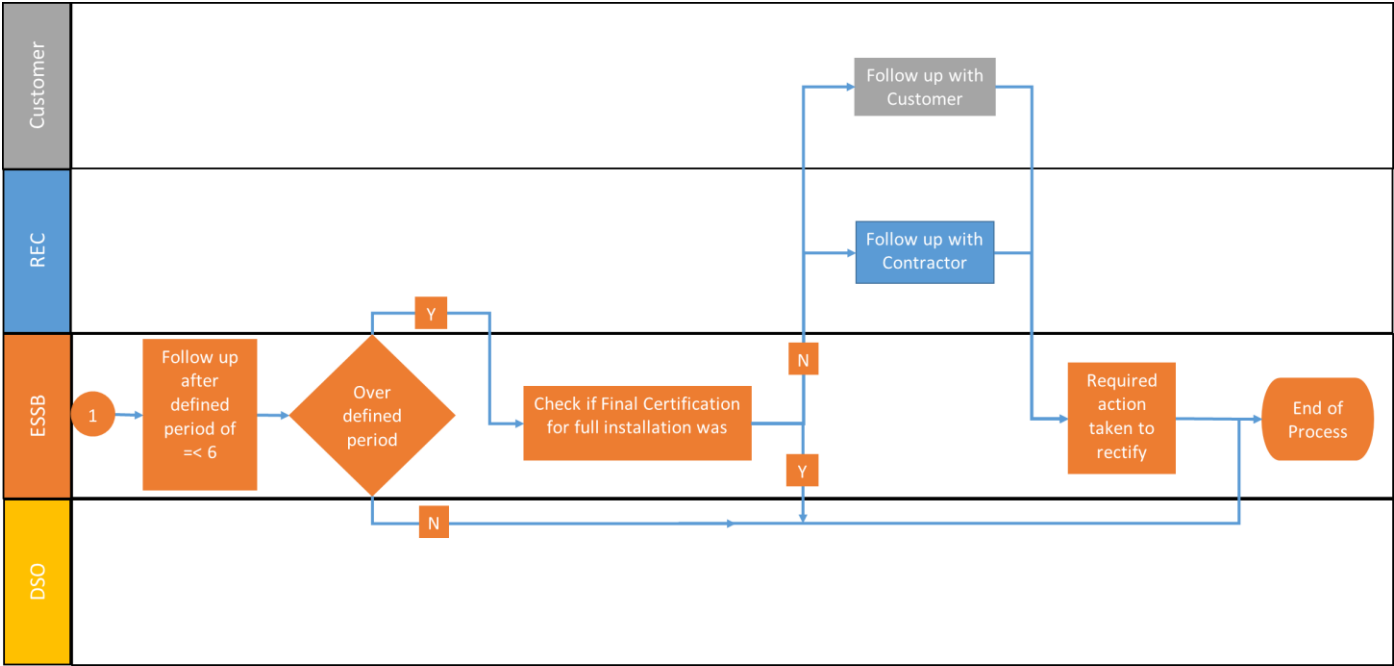 Customer
Follow up with
Customer
REC
Follow up with
Contractor
Y
ESSB
1
Follow up
after
defined
period of
=< 6
Over
defined
period
Check if Final Certification
for full installation was
N
Y
Required
action
taken to
rectify
End of
Process
DSO
N